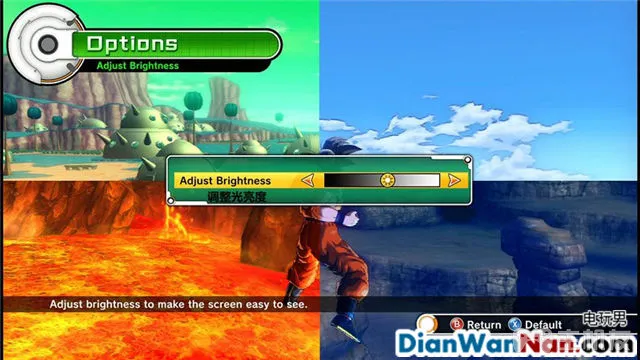 Options
Adjust Brightness
Adjust Brightness
调整光亮度
Adjust brightness to make the screen easy to see.
B Return X Default
电玩男
DianWanNan.com